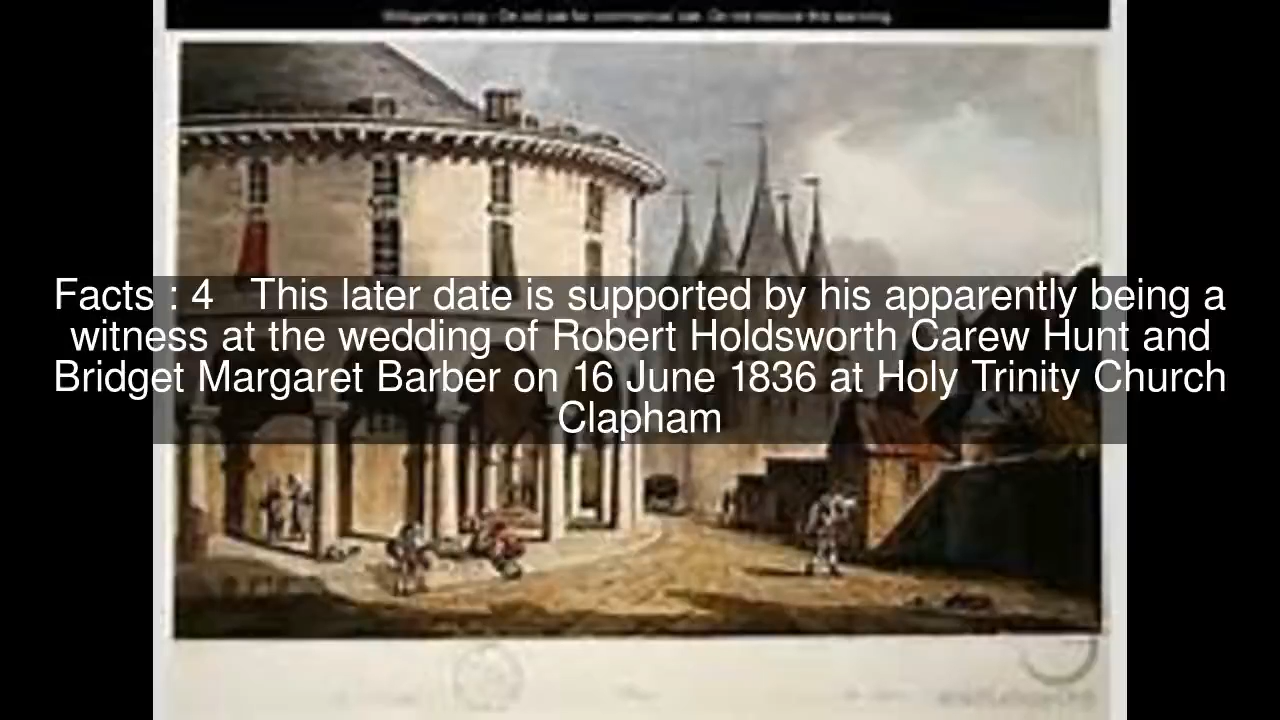 Facts : 4 This later date is supported by his apparently being a
witness at the wedding of Robert Holdsworth Carew Hunt and
Bridget Margaret Barber on 16 June 1836 at Holy Trinity Church
Clapham